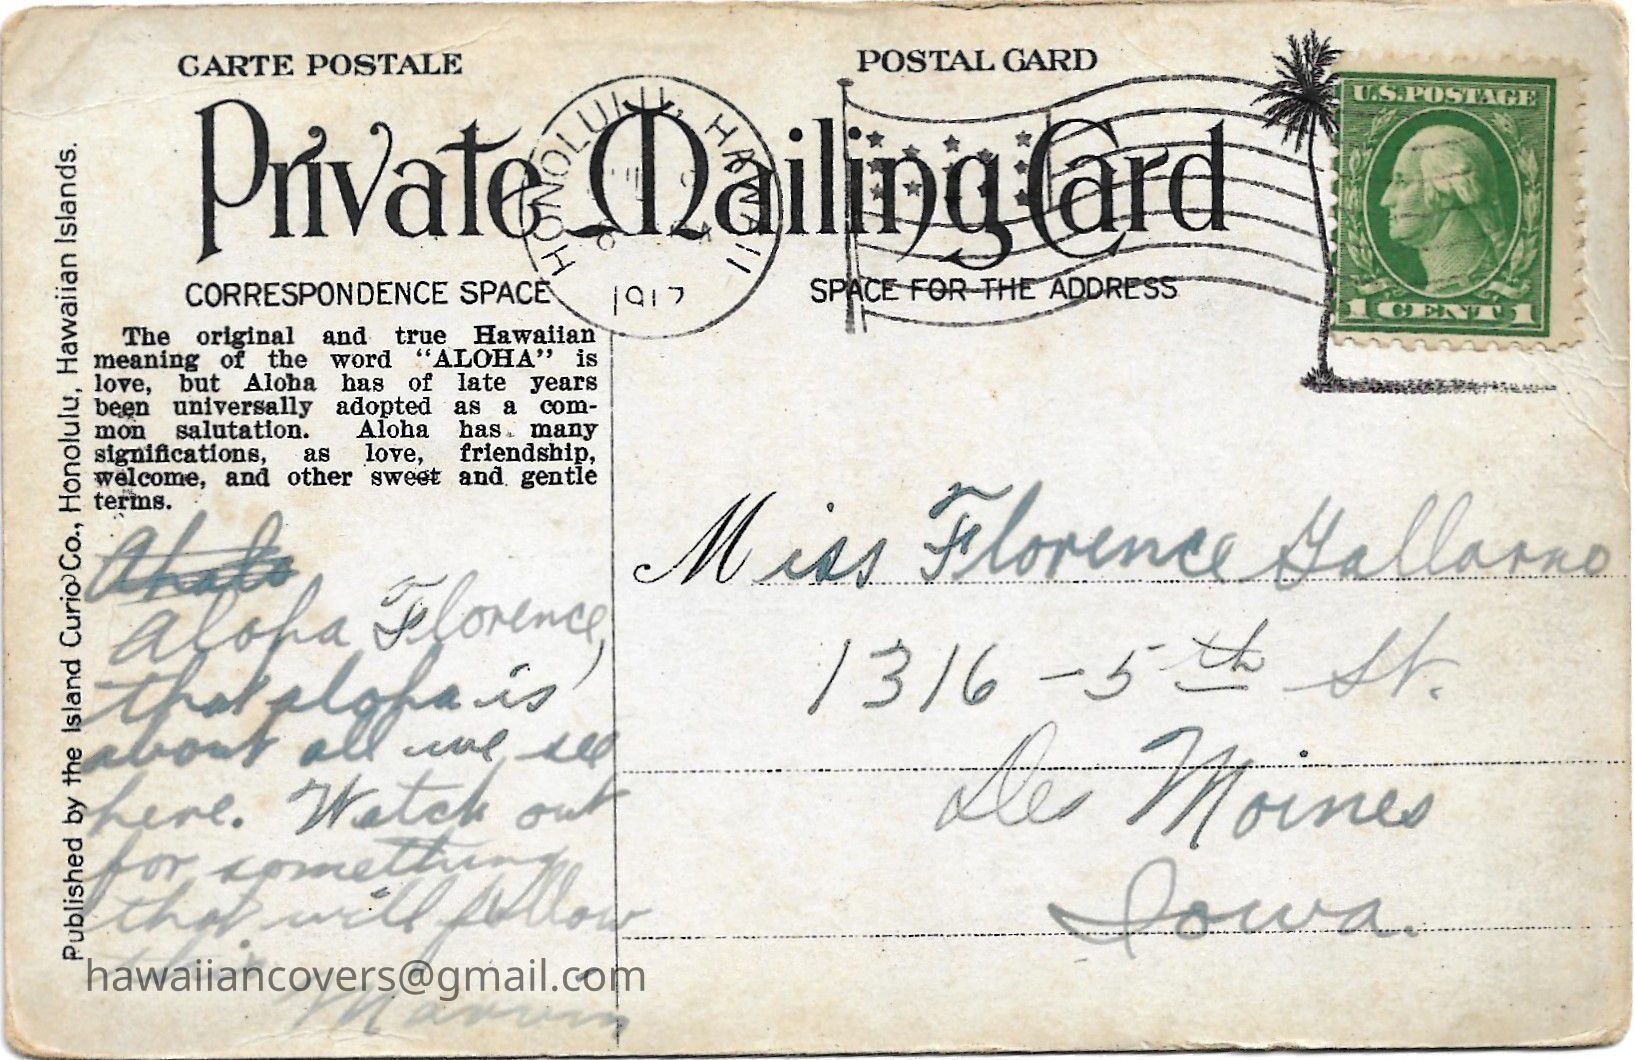 CARTE POSTALE
POSTAL CARD
Private Mailing Card
HONOLULU, HAWAII
1917
U.S. POSTAGE
1 CENT 1
CORRESPONDENCE SPACE
SPACE FOR THE ADDRESS
The original and true Hawaiian
meaning of the word "ALOHA" is
love, but Aloha has of late years
been universally adopted as a com-
mon salutation. Aloha has many
significations, as love, friendship,
welcome, and other sweet and gentle
terms.
Aloha Florence,
that aloha is
about all we see
here. Watch out
for something
that will follow
this
Marvin
Miss Florence Gallarno
1316 - 5th St.
Des Moines
Iowa.
Published by the Island Curio Co., Honolulu, Hawaiian Islands.
hawaiiancovers@gmail.com